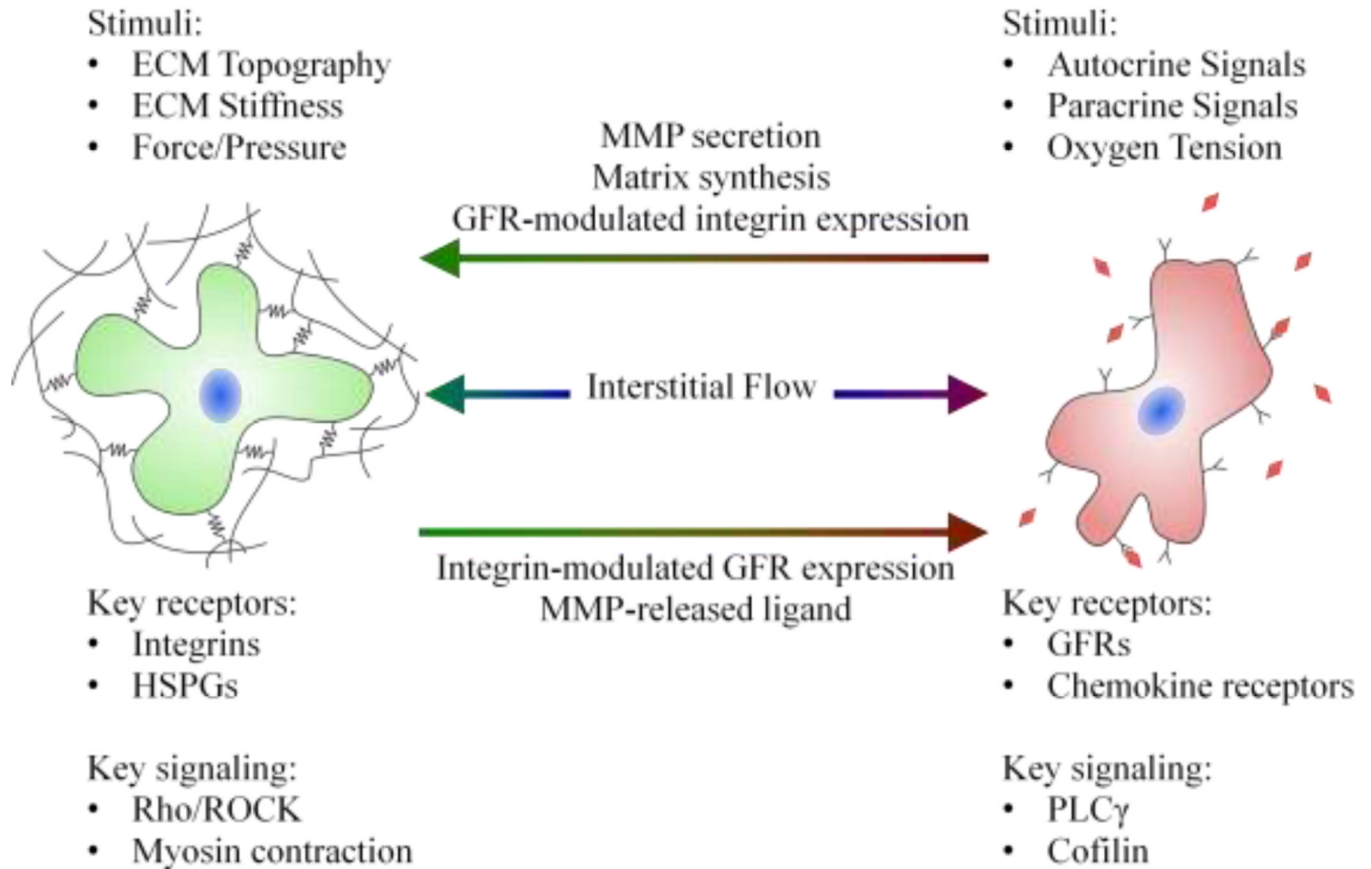 Stimuli:
• ECM Topography
• ECM Stiffness
• Force/Pressure
Stimuli:
• Autocrine Signals
• Paracrine Signals
• Oxygen Tension
MMP secretion
Matrix synthesis
GFR-modulated integrin expression
Interstitial Flow
Integrin-modulated GFR expression
MMP-released ligand
Key receptors:
• Integrins
• HSPGs
Key signaling:
• Rho/ROCK
• Myosin contraction
Key receptors:
• GFRs
• Chemokine receptors
Key signaling:
• PLCγ
• Cofilin